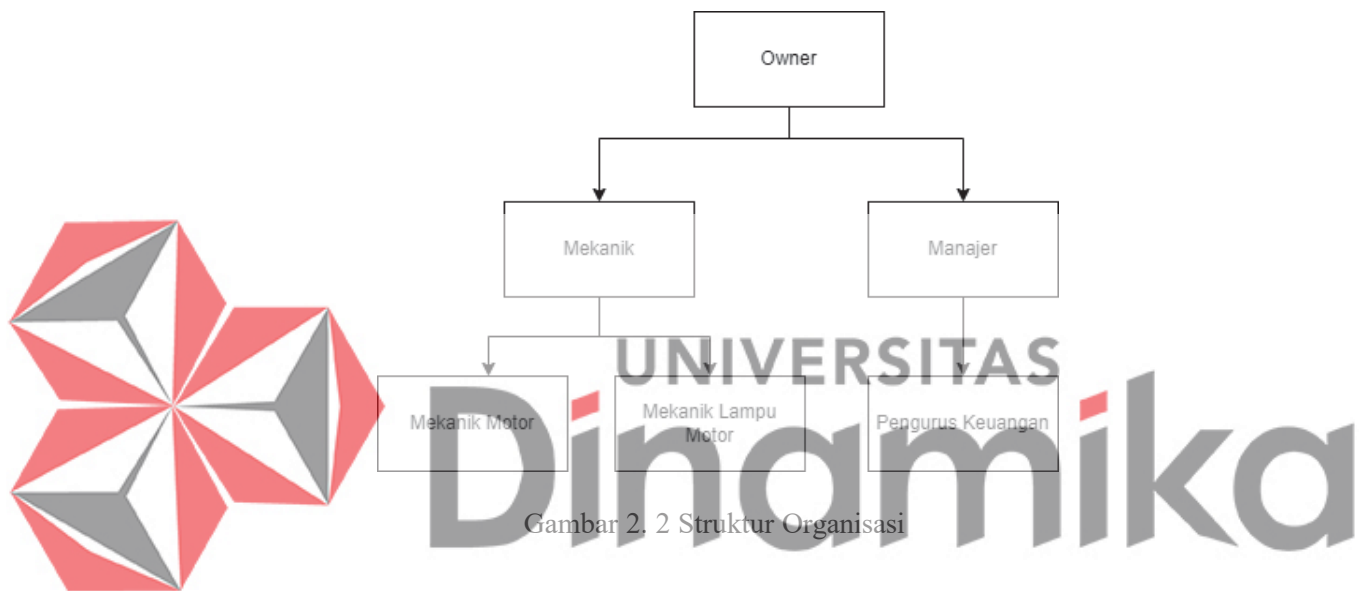 Owner
Mekanik
Manajer
UNIVERSITAS
Dinamika
Mekanik Motor
Mekanik Lampu
Motor
Pengurus Keuangan
Gambar 2. 2 Struktur Organisasi